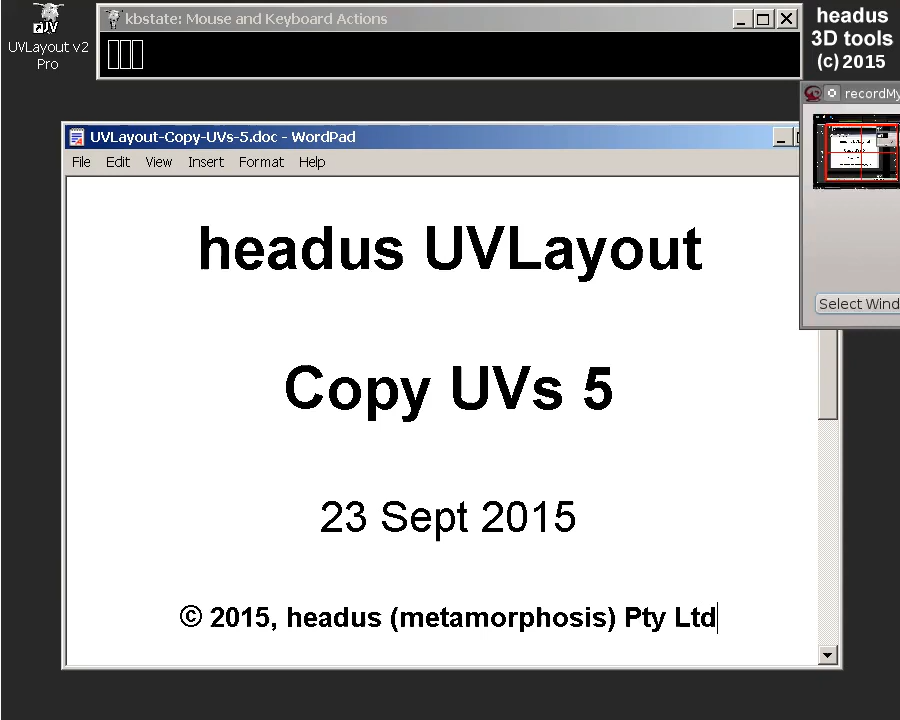 UVLayout v2
Pro
kbstate: Mouse and Keyboard Actions
headus
3D tools
(c) 2015
recordMy
UVLayout-Copy-UVs-5.doc - WordPad
File Edit View Insert Format Help
headus UVLayout
Copy UVs 5
23 Sept 2015
© 2015, headus (metamorphosis) Pty Ltd
Select Wind